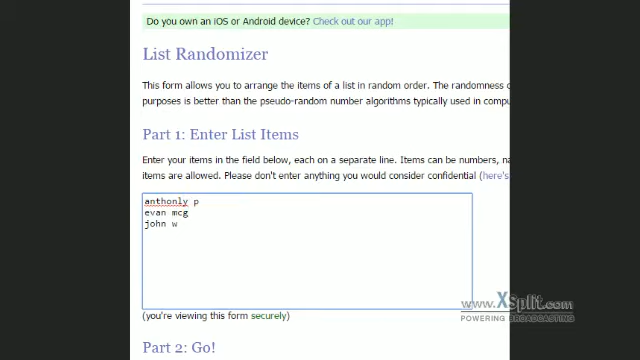 Do you own an iOS or Android device? Check out our app!
List Randomizer
This form allows you to arrange the items of a list in random order. The randomness
purposes is better than the pseudo-random number algorithms typically used in
Part 1: Enter List Items
Enter your items in the field below, each on a separate line. Items can be numbers,
items are allowed. Please don't enter anything you would consider confidential (here's
anthonly p
evan mcg
john w
www.XSplit.com
POWERING BROADCASTING
(you're viewing this form securely)
Part 2: Go!